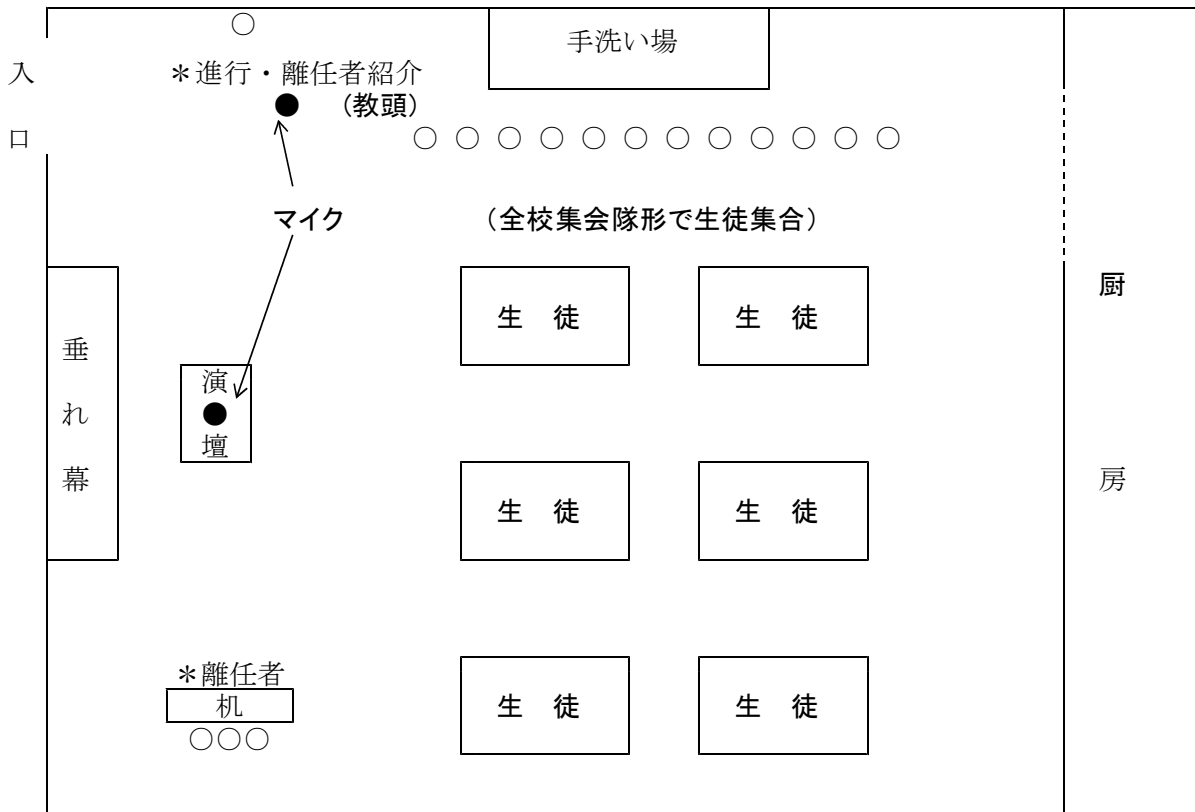 手洗い場
入口
＊進行・離任者紹介
（教頭）
マイク
（全校集会隊形で生徒集合）
生　徒
生　徒
厨房
垂れ幕
演壇
生　徒
生　徒
＊離任者
机
生　徒
生　徒